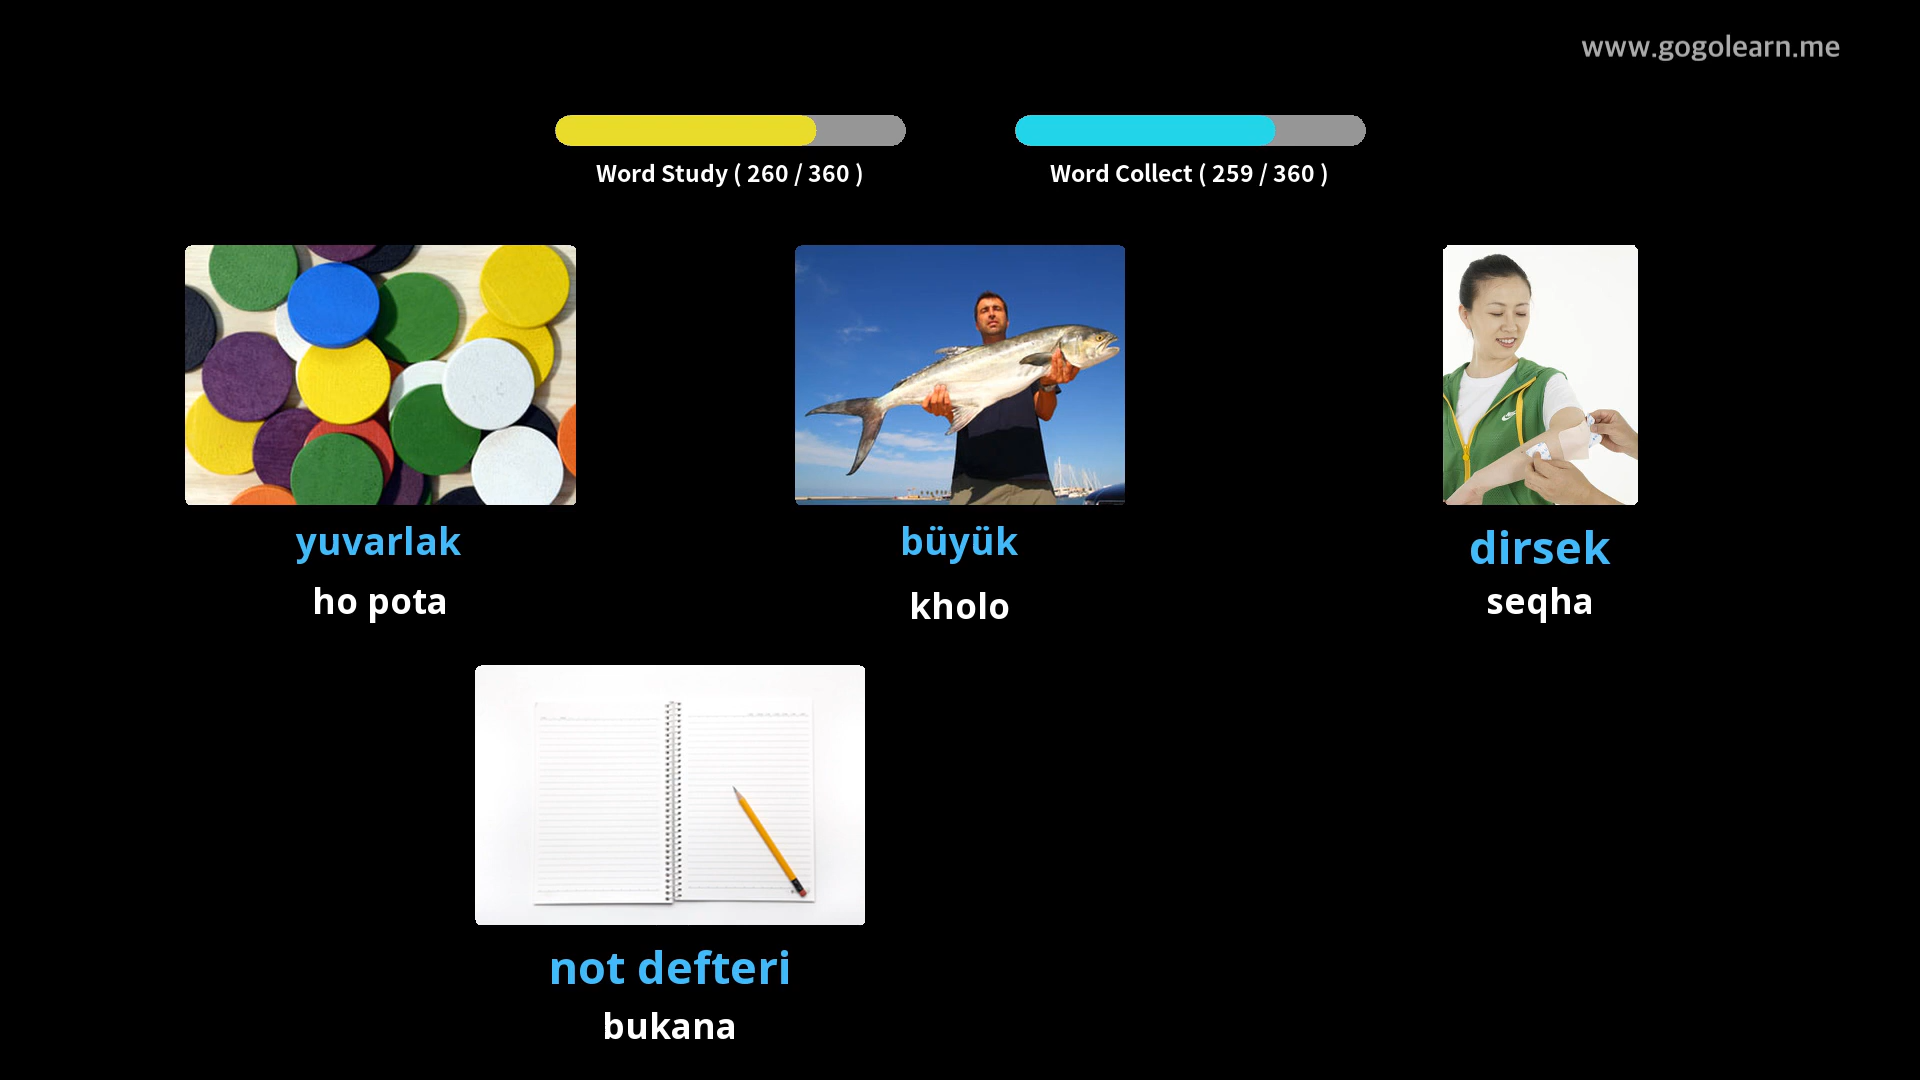 www.gogolearn.me
Word Study ( 260 / 360 )
Word Collect ( 259 / 360 )
yuvarlak
ho pota
büyük
kholo
dirsek
seqha
not defteri
bukana